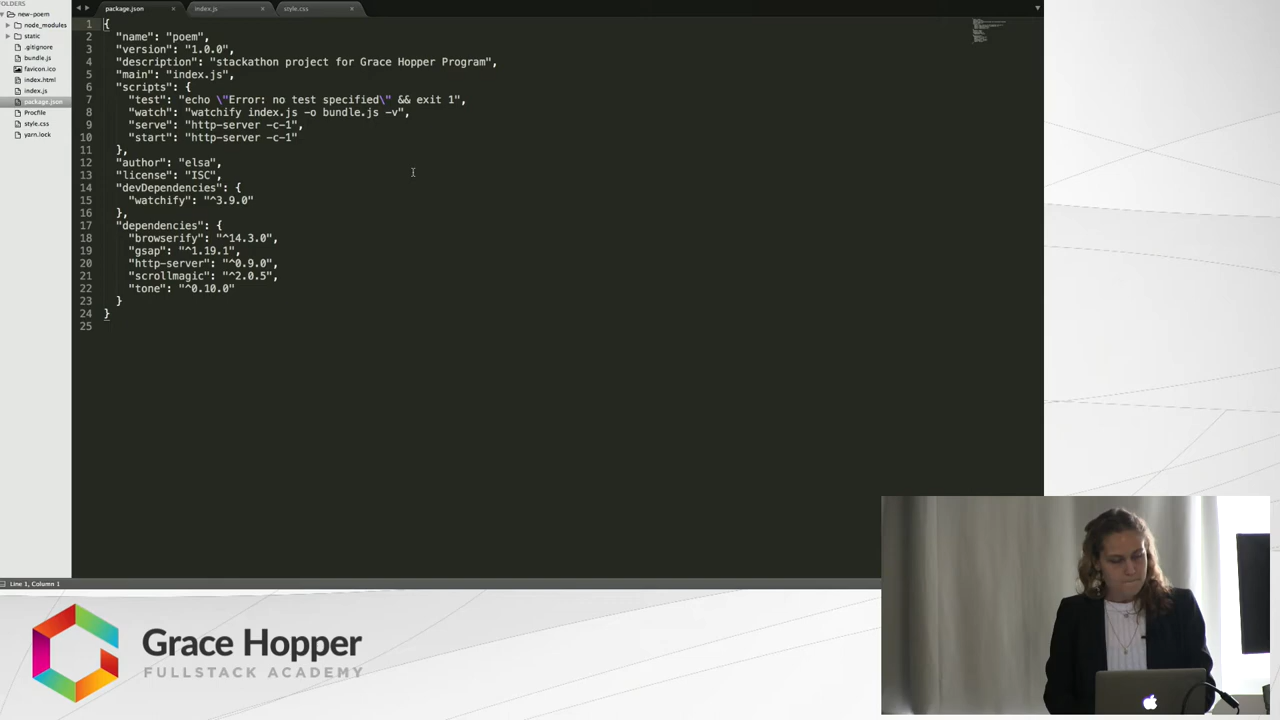 FOLDERS
new-poem
node_modules
static
.gitignore
bundle.js
favicon.ico
index.html
index.js
package.json
Procfile
style.css
yarn.lock
package.json
index.js
style.css
1 {
2 "name": "poem",
3 "version": "1.0.0",
4 "description": "stackathon project for Grace Hopper Program",
5 "main": "index.js",
6 "scripts": {
7 "test": "echo \"Error: no test specified\" && exit 1",
8 "watch": "watchify index.js -o bundle.js -v",
9 "serve": "http-server -c-1",
10 "start": "http-server -c-1"
11 },
12 "author": "elsa",
13 "license": "ISC",
14 "devDependencies": {
15 "watchify": "^3.9.0"
16 },
17 "dependencies": {
18 "browserify": "^14.3.0",
19 "gsap": "^1.19.1",
20 "http-server": "^0.9.0",
21 "scrollmagic": "^2.0.5",
22 "tone": "^0.10.0"
23 }
24 }
25
Line 1, Column 1
Grace Hopper
FULLSTACK ACADEMY